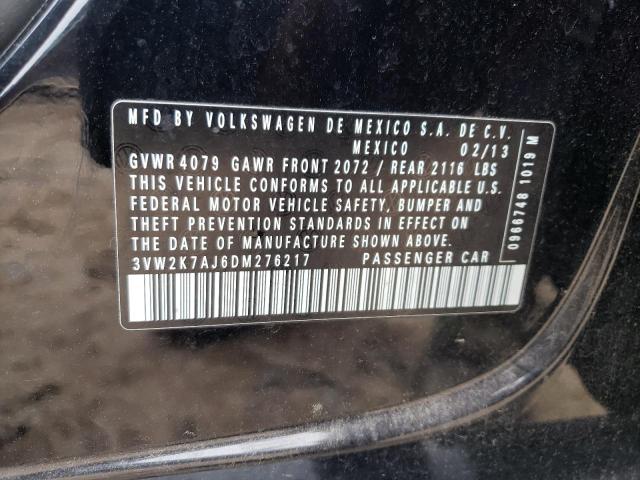 MFD BY VOLKSWAGEN DE MEXICO S.A. DE C.V.
MEXICO 02/13
GVWR 4079 GAWR FRONT 2072 / REAR 2116 LBS
THIS VEHICLE CONFORMS TO ALL APPLICABLE U.S.
FEDERAL MOTOR VEHICLE SAFETY, BUMPER AND
THEFT PREVENTION STANDARDS IN EFFECT ON
THE DATE OF MANUFACTURE SHOWN ABOVE.
3VW2K7AJ6DM276217 PASSENGER CAR
0966748 1019 M